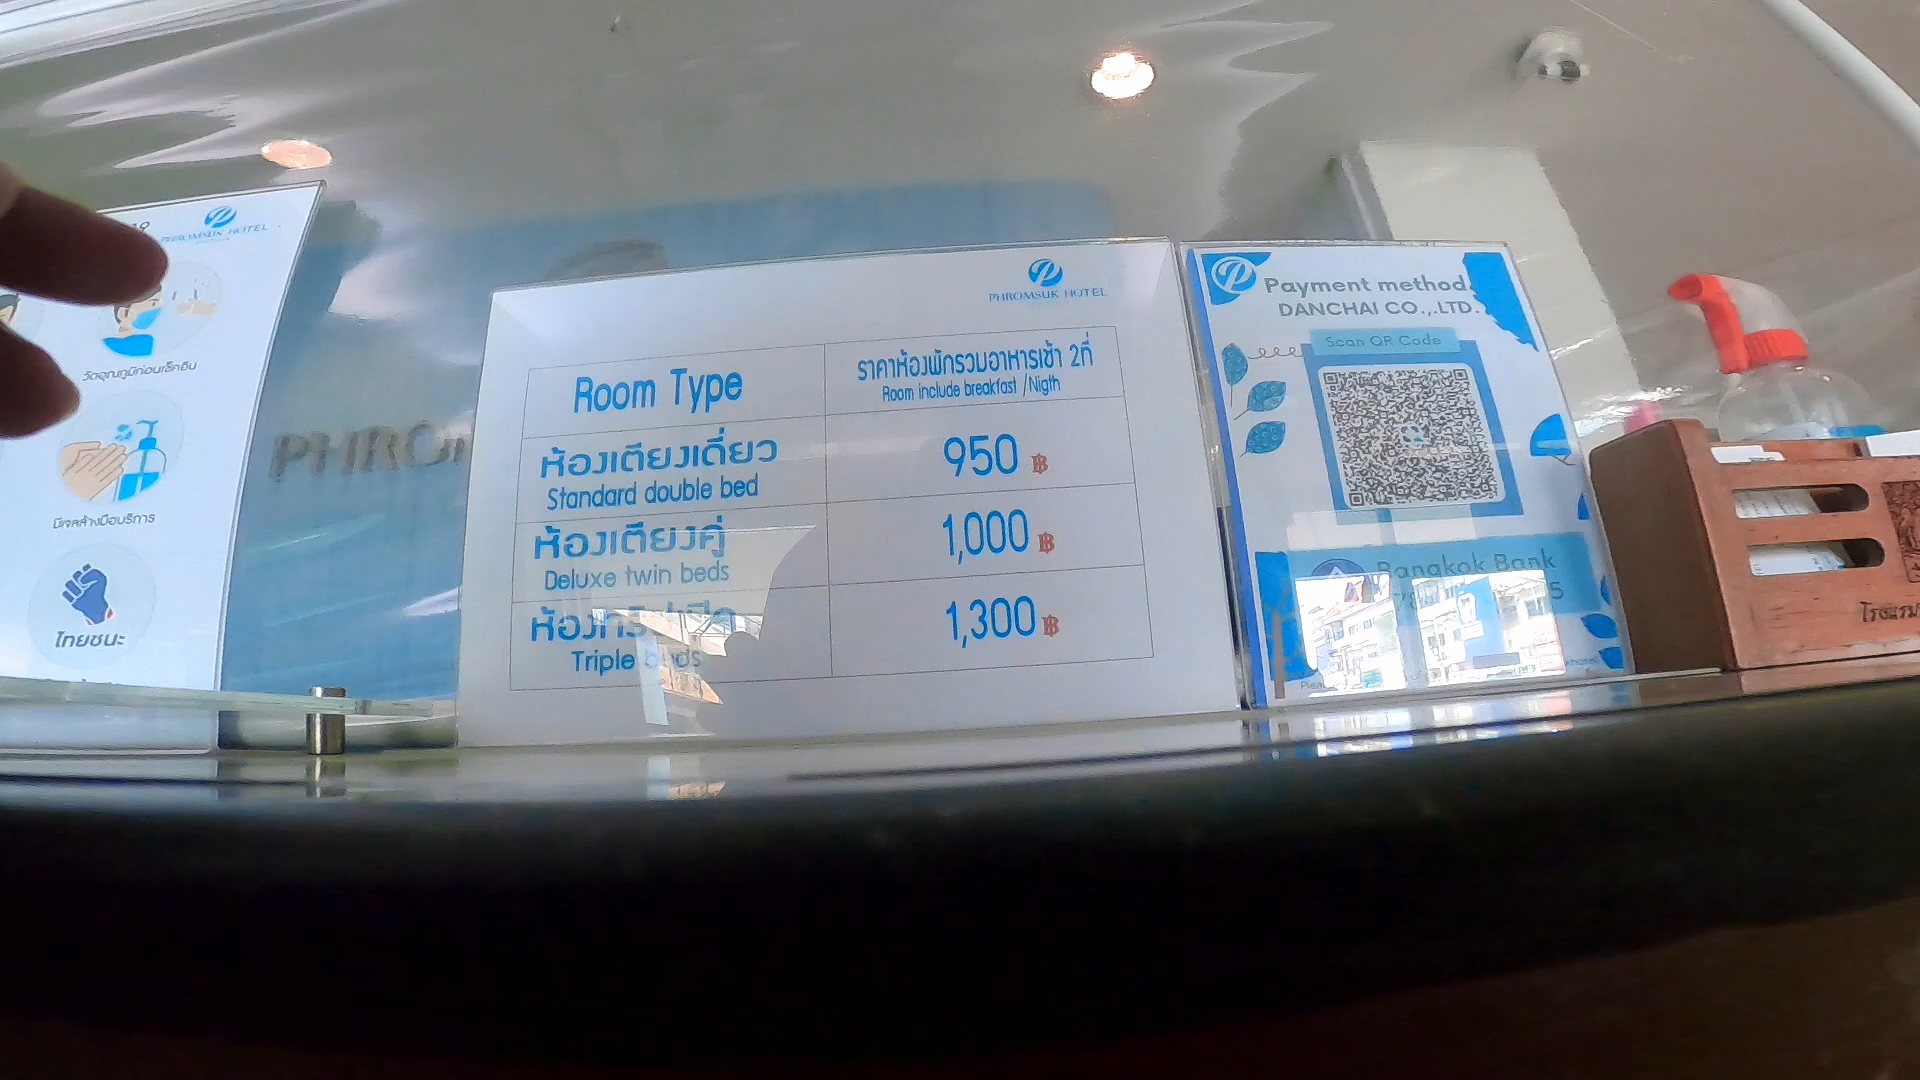 PHROMSUK HOTEL
วัดอุณหภูมิก่อนเช็คอิน
มีเจลล้างมือบริการ
ไทยชนะ
PHROMSUK HOTEL
Room Type
ราคาห้องพักรวมอาหารเช้า 2ที่
Room include breakfast /Nigth
ห้องเตียงเดี่ยว
Standard double bed
950 ฿
ห้องเตียงคู่
Deluxe twin beds
1,000 ฿
Triple
1,300 ฿
Payment method
DANCHAI CO.,.LTD.
Scan QR Code
Bangkok Bank